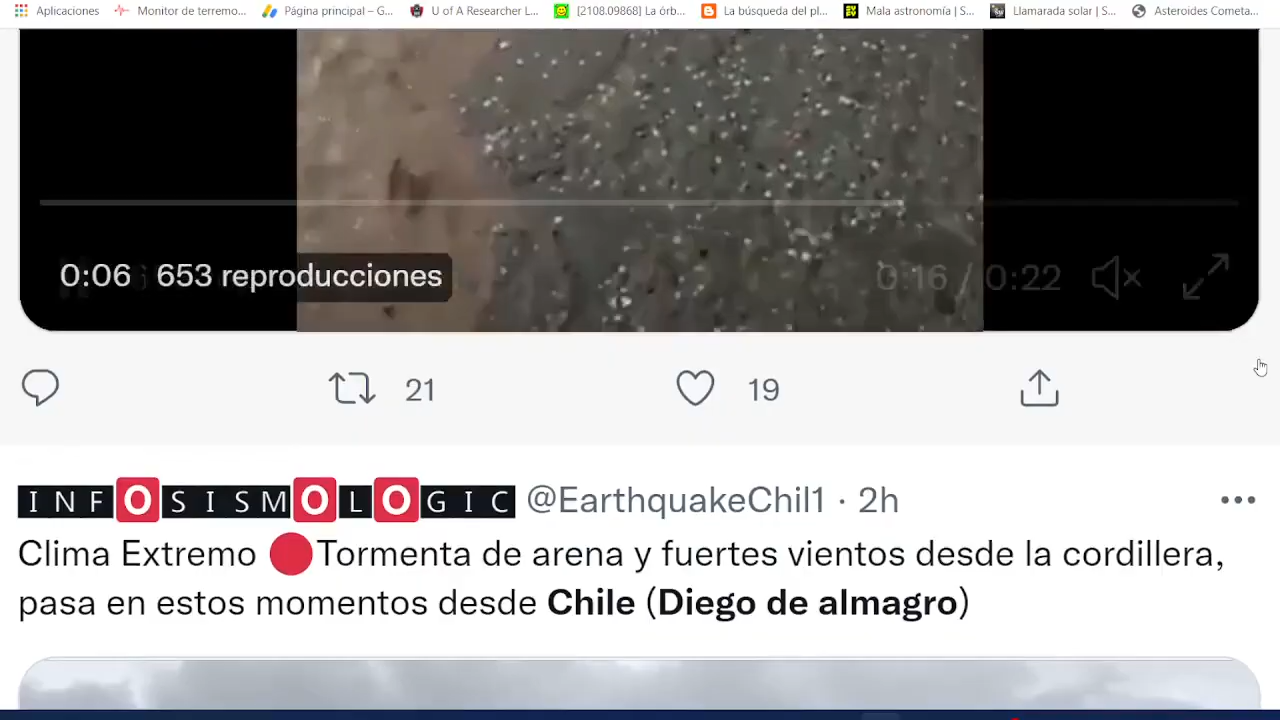 Aplicaciones Monitor de terremo... Página principal – G... U of A Researcher L... [2108.09868] La órb... La búsqueda del pl... Mala astronomía | S... Llamarada solar | S... Asteroides Cometa...
0:06 653 reproducciones 0:16 / 0:22
21 19
INFOSISMOLOGIC @EarthquakeChil1 · 2h
Clima Extremo 🔴Tormenta de arena y fuertes vientos desde la cordillera,
pasa en estos momentos desde Chile (Diego de almagro)